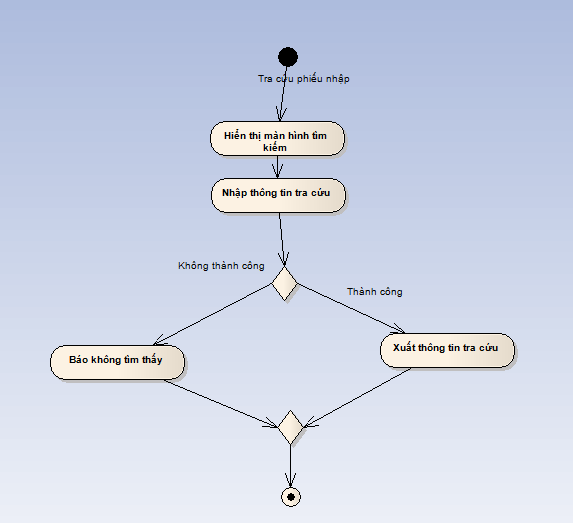 Tra cứu phiếu nhập
Hiển thị màn hình tìm
kiếm
Nhập thông tin tra cứu
Không thành công
Thành công
Báo không tìm thấy
Xuất thông tin tra cứu